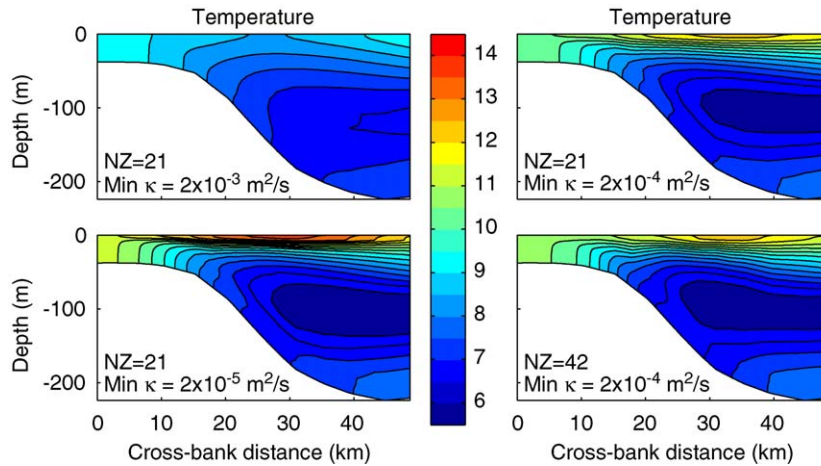 Temperature
Temperature
0
-100
-200
Depth (m)
NZ=21
Min κ = 2x10⁻³ m²/s
14
13
12
11
10
9
8
7
6
NZ=21
Min κ = 2x10⁻⁴ m²/s
0
-100
-200
Depth (m)
NZ=21
Min κ = 2x10⁻⁵ m²/s
NZ=42
Min κ = 2x10⁻⁴ m²/s
0 10 20 30 40
Cross-bank distance (km)
0 10 20 30 40
Cross-bank distance (km)